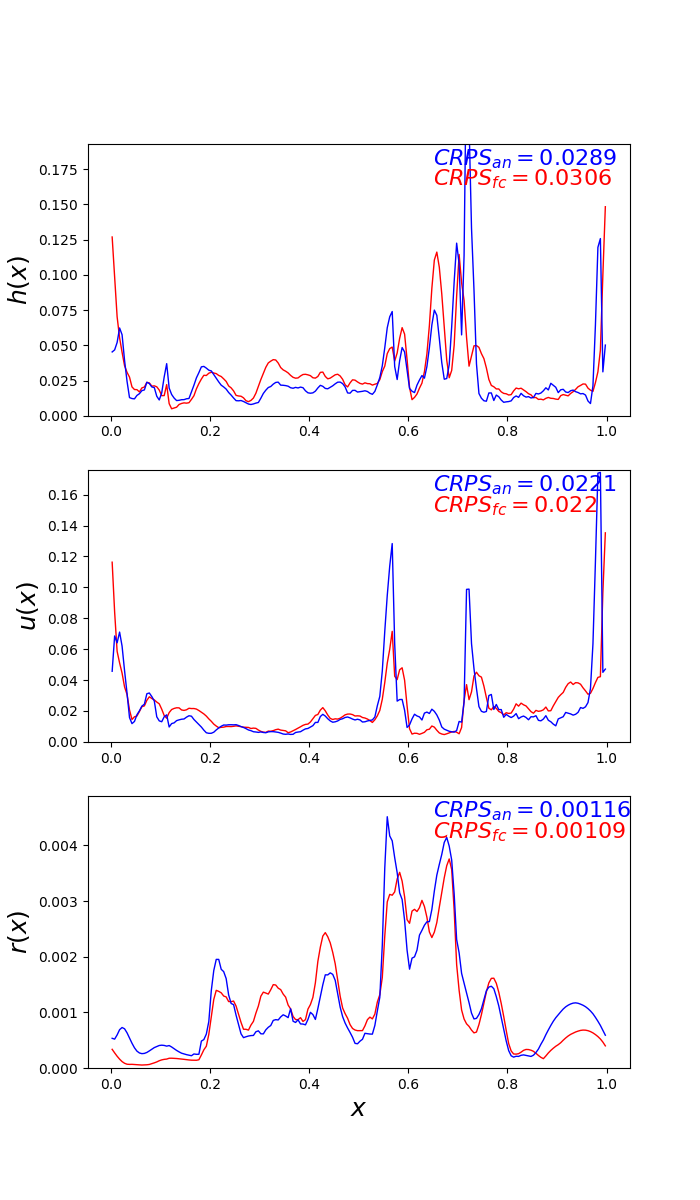 CRPS_an = 0.0289
CRPS_fc = 0.0306
h(x)
0.175
0.150
0.125
0.100
0.075
0.050
0.025
0.000
0.0 0.2 0.4 0.6 0.8 1.0
CRPS_an = 0.0221
CRPS_fc = 0.022
u(x)
0.16
0.14
0.12
0.10
0.08
0.06
0.04
0.02
0.00
0.0 0.2 0.4 0.6 0.8 1.0
CRPS_an = 0.00116
CRPS_fc = 0.00109
r(x)
0.004
0.003
0.002
0.001
0.000
0.0 0.2 0.4 0.6 0.8 1.0
x